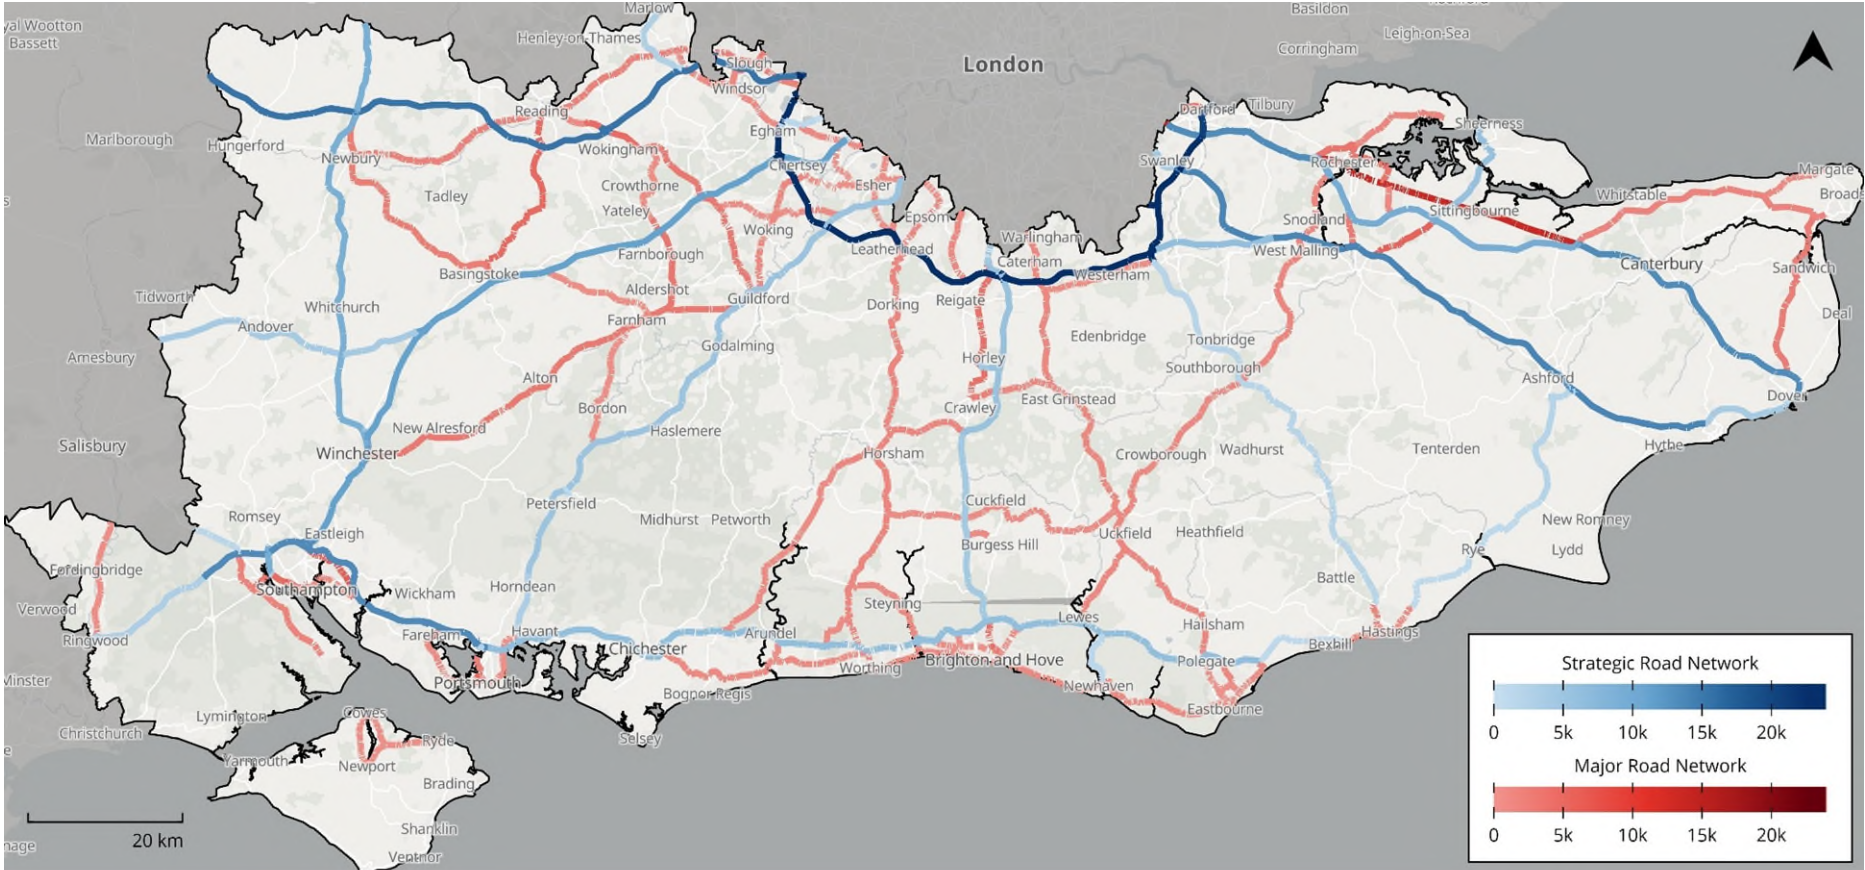 Marlow
Basildon
yal Wootton
Bassett
Henley-on-Thames
Leigh-on-Sea
Corringham
London
Slough
Windsor
Reading
Dartford
Tilbury
Marlborough
Hungerford
Egham
Sheerness
Newbury
Wokingham
Chertsey
Swanley
Rochester
Margate
Tadley
Crowthorne
Esher
Whitstable
Broads
Yateley
Epsom
Sittingbourne
Woking
Snodland
Leatherhead
Warlingham
Farnborough
Caterham
West Malling
Canterbury
Basingstoke
Westerham
Sandwich
Tidworth
Whitchurch
Aldershot
Guildford
Dorking
Reigate
Deal
Andover
Farnham
Edenbridge
Tonbridge
Godalming
Amesbury
Horley
Southborough
Alton
Ashford
Dover
Bordon
Crawley
East Grinstead
New Alresford
Haslemere
Salisbury
Winchester
Horsham
Crowborough
Wadhurst
Tenterden
Hythe
Petersfield
Cuckfield
Romsey
Midhurst
Petworth
New Romney
Eastleigh
Burgess Hill
Uckfield
Heathfield
Rye
Lydd
Fordingbridge
Southampton
Wickham
Horndean
Battle
Verwood
Steyning
Ringwood
Fareham
Havant
Chichester
Arundel
Lewes
Hailsham
Bexhill
Hastings
Minster
Portsmouth
Bognor Regis
Worthing
Brighton and Hove
Polegate
Newhaven
Eastbourne
Lymington
Cowes
Christchurch
Ryde
Selsey
Yarmouth
Newport
Brading
Shanklin
Ventnor
nage
20 km
Strategic Road Network
0 5k 10k 15k 20k
Major Road Network
0 5k 10k 15k 20k